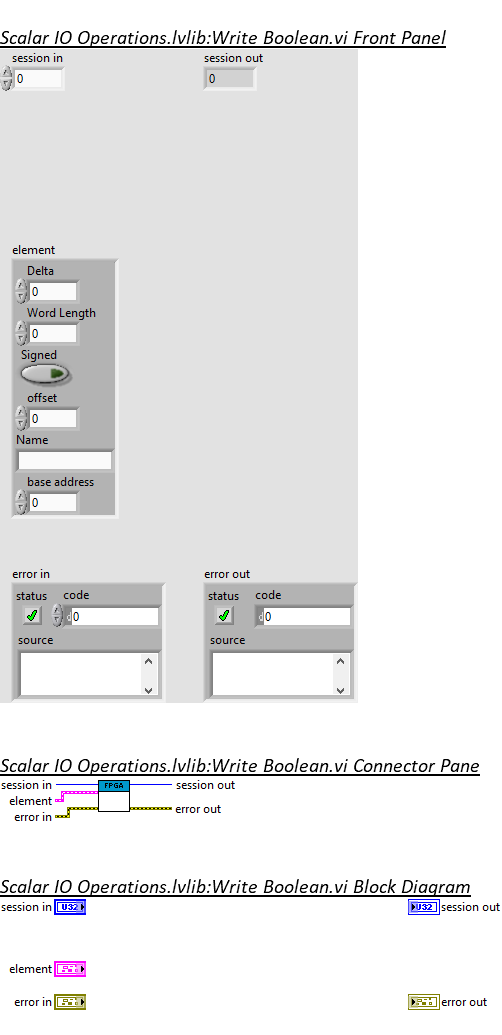 Scalar IO Operations.lvlib:Write Boolean.vi Front Panel
session in
session out
0
0
element
Delta
0
Word Length
0
Signed
offset
0
Name
base address
0
error in
error out
status
code
status
code
d0
d0
source
source
Scalar IO Operations.lvlib:Write Boolean.vi Connector Pane
session in
FPGA
session out
element
error in
error out
Scalar IO Operations.lvlib:Write Boolean.vi Block Diagram
session in
U32
U32
session out
element
error in
error out